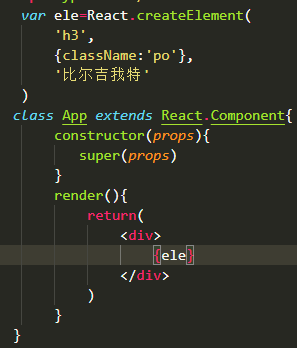 var ele=React.createElement(
'h3',
{className:'po'},
'比尔吉我特'
)
class App extends React.Component{
constructor(props){
super(props)
}
render(){
return(
<div>
{ele}
</div>
)
}
}